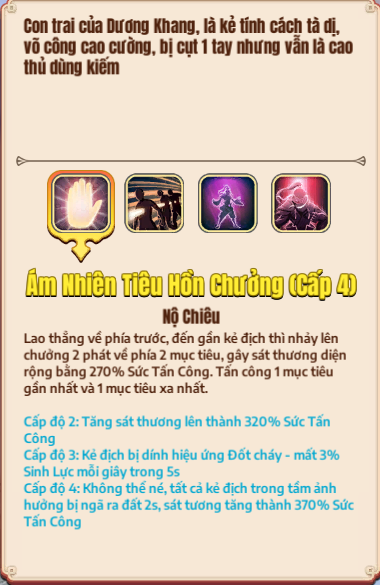 Con trai của Dương Khang, là kẻ tính cách tà dị,
võ công cao cường, bị cụt 1 tay nhưng vẫn là cao
thủ dùng kiếm
Ám Nhiên Tiêu Hồn Chưởng (Cấp 4)
Nộ Chiêu
Lao thẳng về phía trước, đến gần kẻ địch thì nhảy lên
chưởng 2 phát về phía 2 mục tiêu, gây sát thương diện
rộng bằng 270% Sức Tấn Công. Tấn công 1 mục tiêu
gần nhất và 1 mục tiêu xa nhất.
Cấp độ 2: Tăng sát thương lên thành 320% Sức Tấn
Công
Cấp độ 3: Kẻ địch bị dính hiệu ứng Đốt cháy - mất 3%
Sinh Lực mỗi giây trong 5s
Cấp độ 4: Không thể né, tất cả kẻ địch trong tầm ảnh
hưởng bị ngã ra đất 2s, sát tương tăng thành 370% Sức
Tấn Công